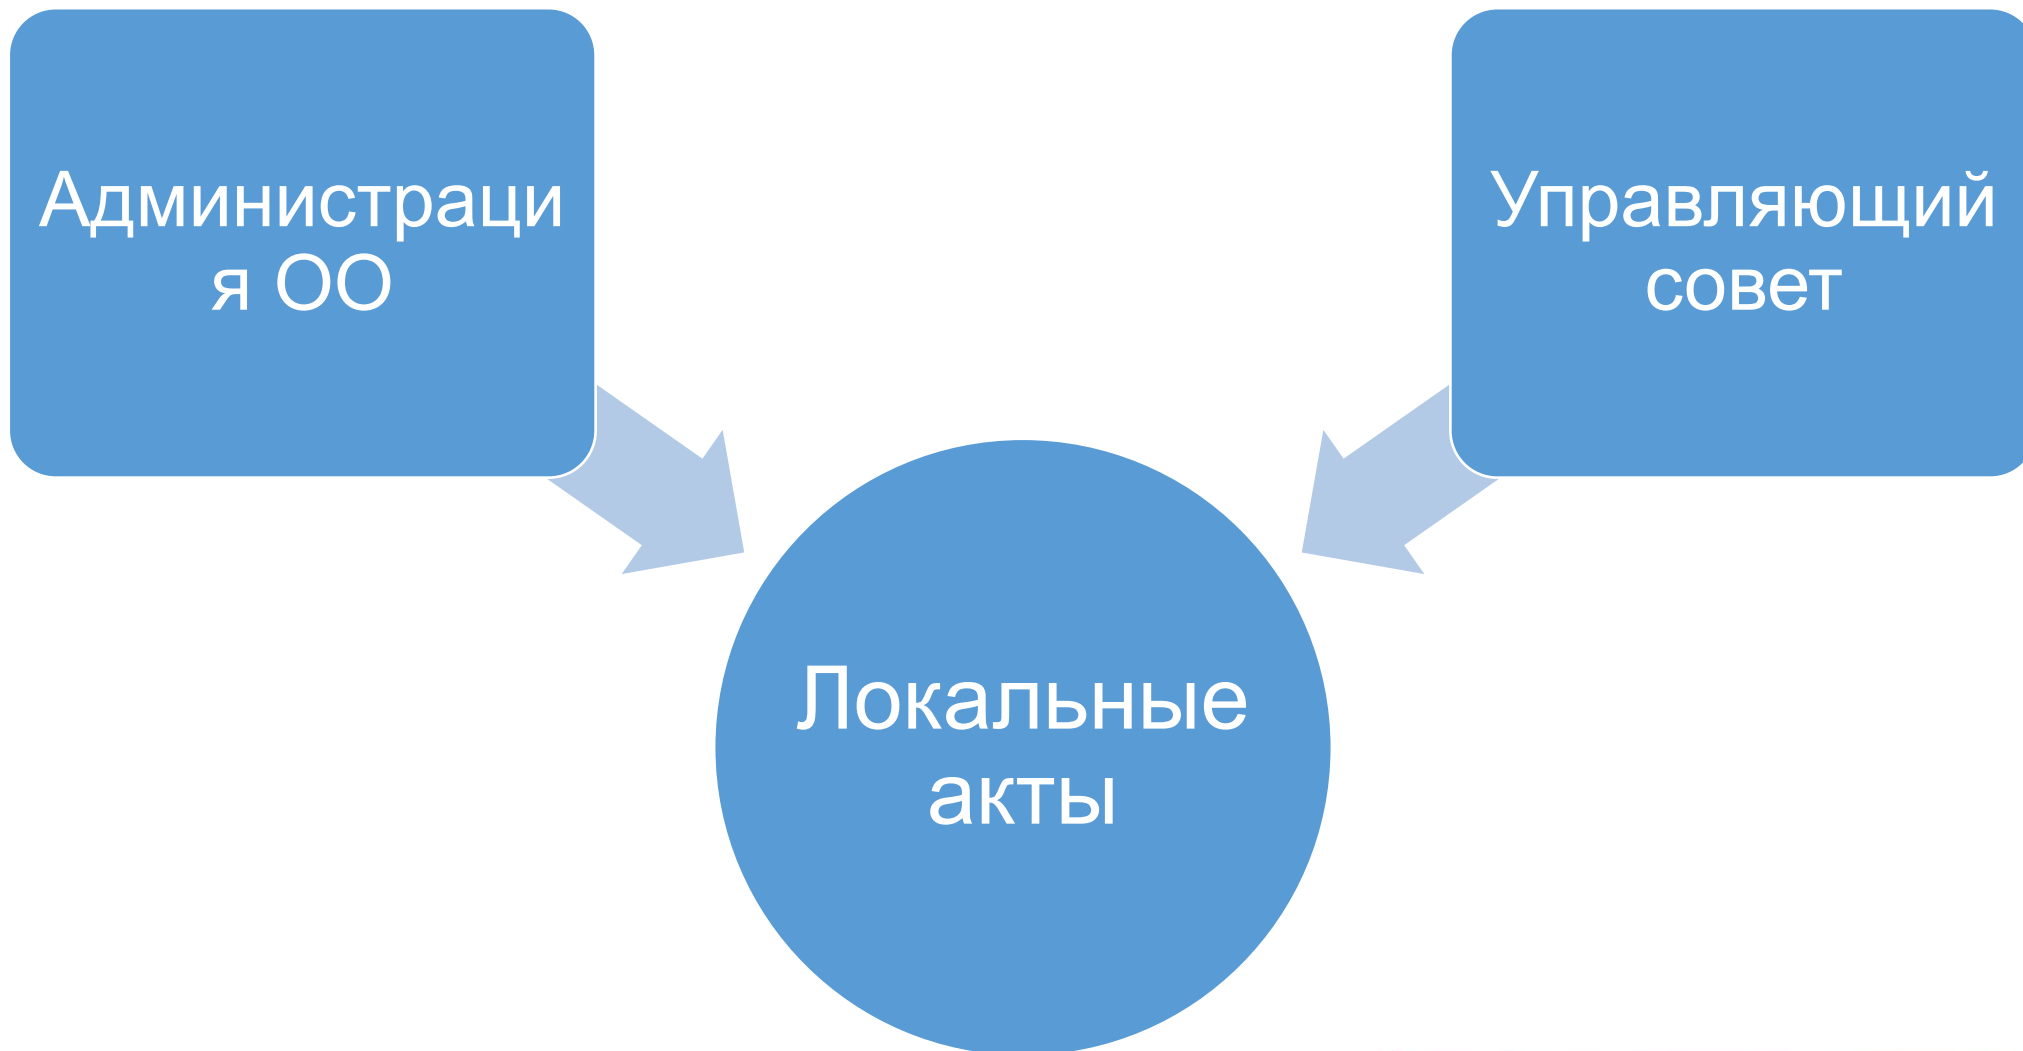 Администраци
я ОО
Управляющий
совет
Локальные
акты